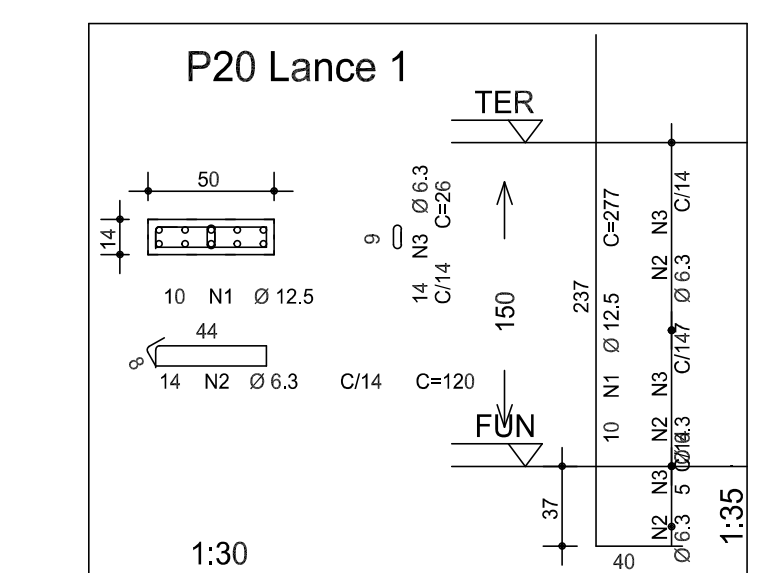 P20 Lance 1
TER
50
14
10 N1 Ø 12.5
44
8
14 N2 Ø 6.3 C/14 C=120
9
14 N3 Ø 6.3
C/14 C=26
150
FUN
37
237
10 N1 Ø 12.5 C=277
40
N2 N3
Ø 6.3 C/14
N2 N3
C/147
N2 N3
Ø 6.3 5
1:30
1:35